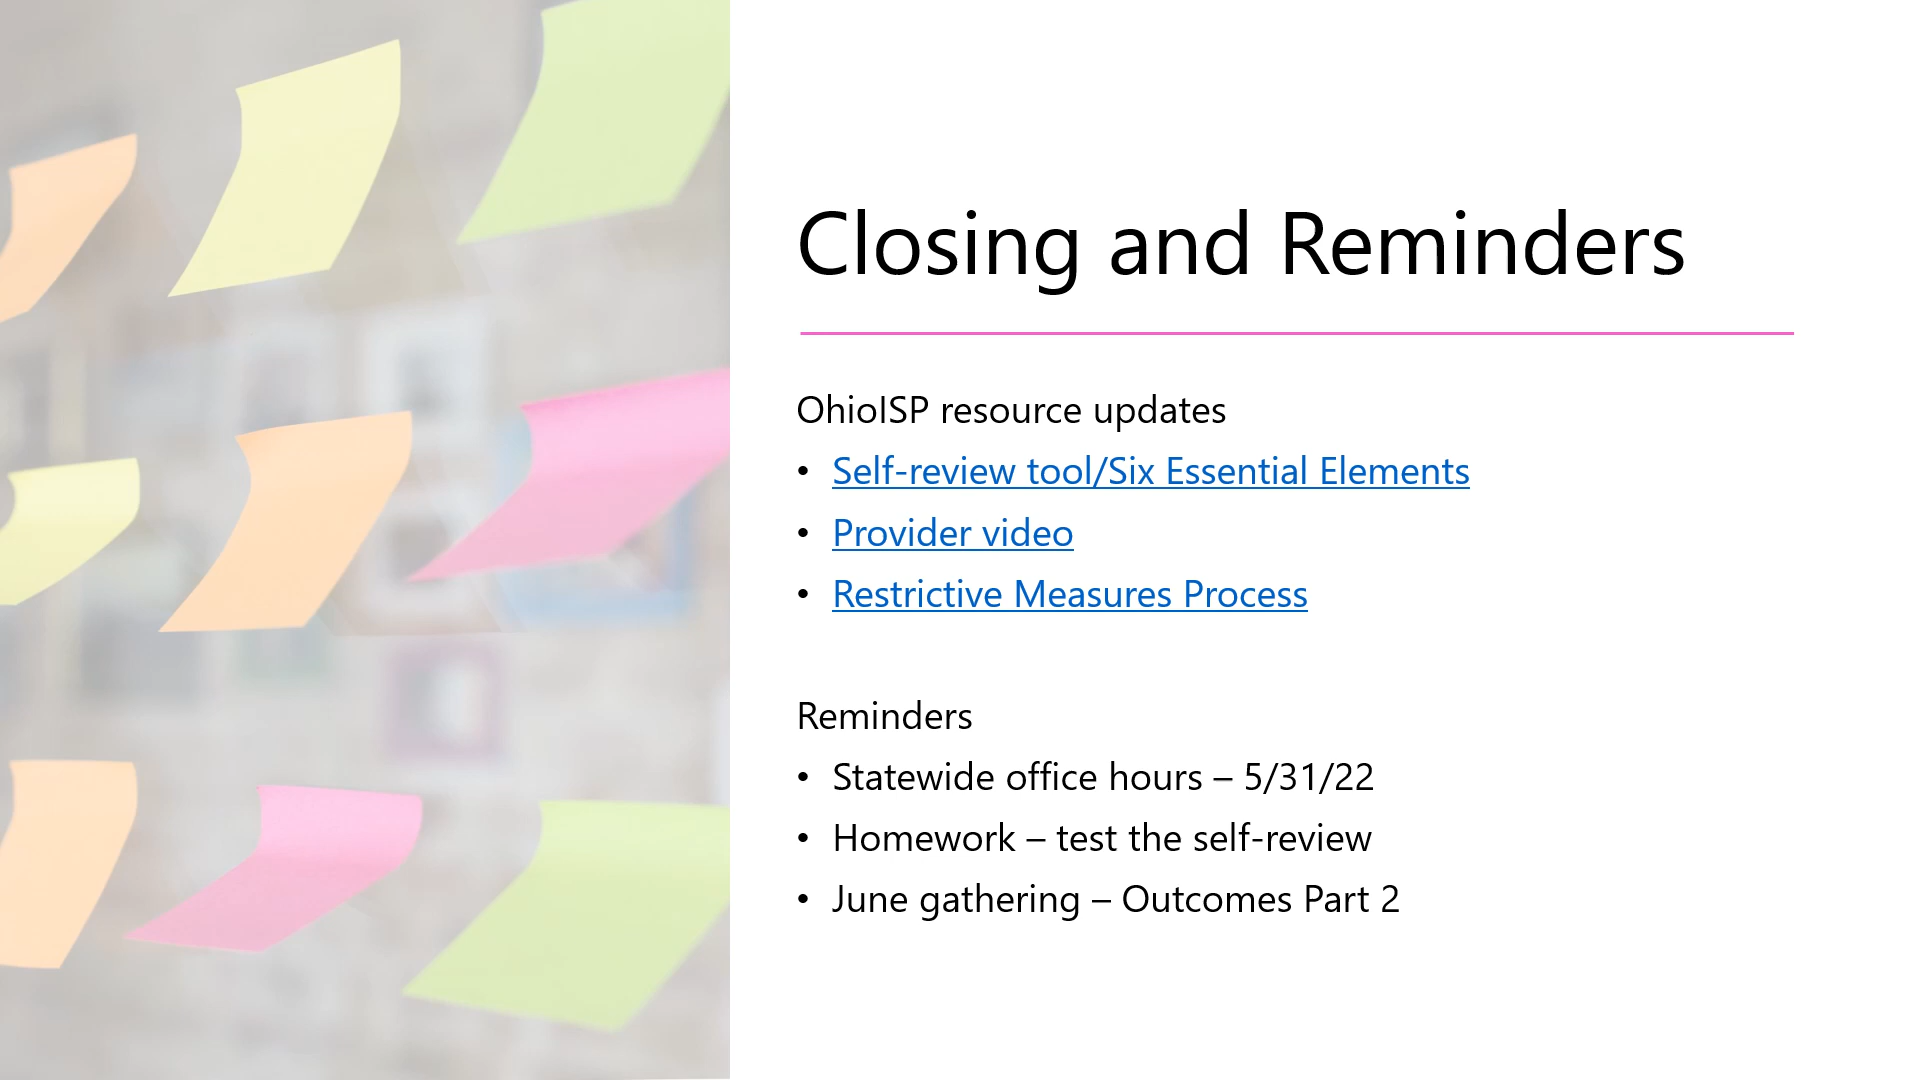 Closing and Reminders
OhioISP resource updates
• Self-review tool/Six Essential Elements
• Provider video
• Restrictive Measures Process
Reminders
• Statewide office hours – 5/31/22
• Homework – test the self-review
• June gathering – Outcomes Part 2